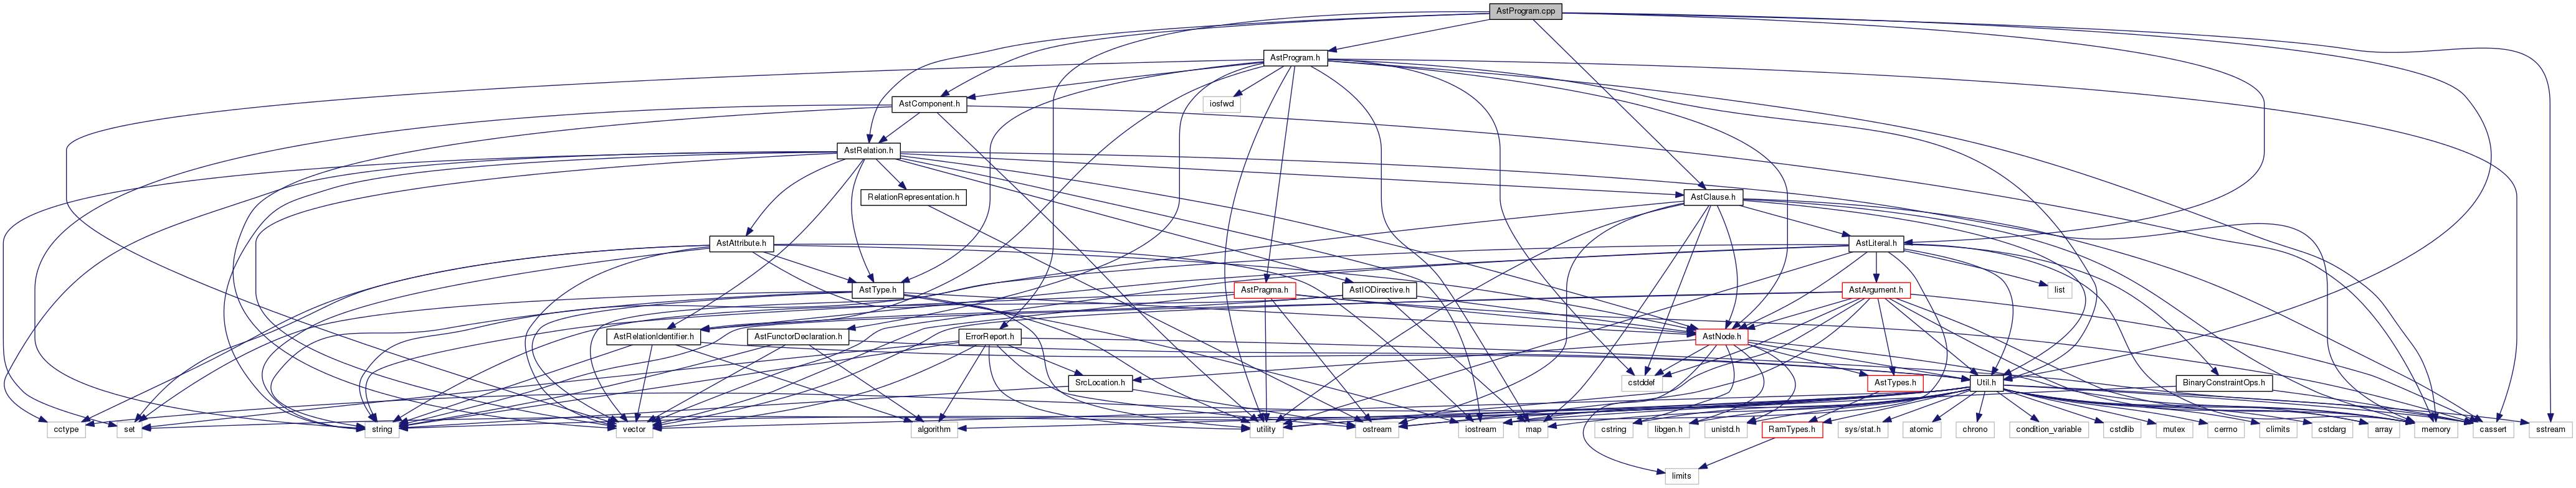 AstProgram.cpp
AstProgram.h
AstComponent.h
iosfwd
AstRelation.h
RelationRepresentation.h
AstClause.h
AstAttribute.h
AstLiteral.h
AstType.h
AstPragma.h
AstIODirective.h
AstArgument.h
list
AstRelationIdentifier.h
AstFunctorDeclaration.h
ErrorReport.h
AstNode.h
SrcLocation.h
cstddef
AstTypes.h
Util.h
BinaryConstraintOps.h
cctype
set
string
vector
algorithm
utility
ostream
iostream
map
cstring
libgen.h
unistd.h
RamTypes.h
sys/stat.h
atomic
chrono
condition_variable
cstdlib
mutex
cerrno
climits
cstdarg
array
memory
cassert
sstream
limits